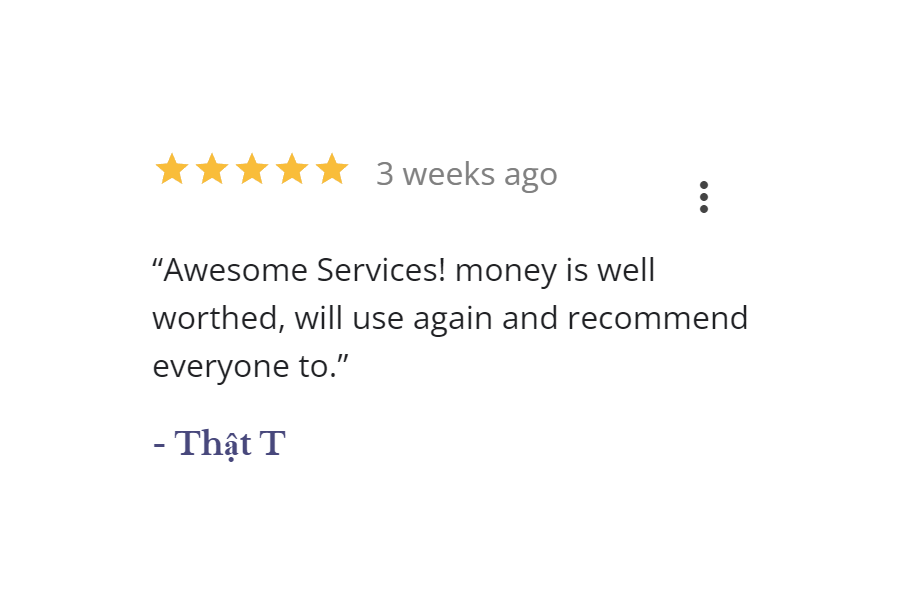 3 weeks ago
“Awesome Services! money is well
worthed, will use again and recommend
everyone to.”
- Thật T